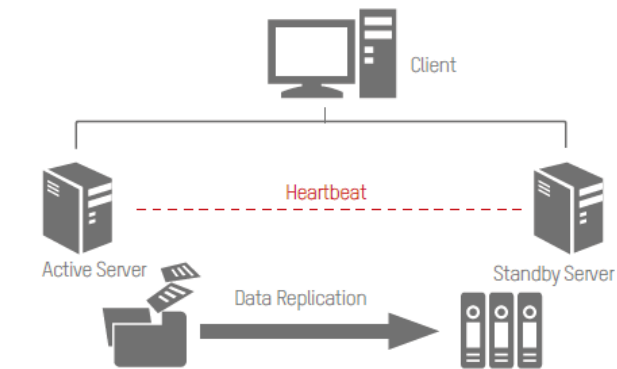 Client
Heartbeat
Active Server
Standby Server
Data Replication